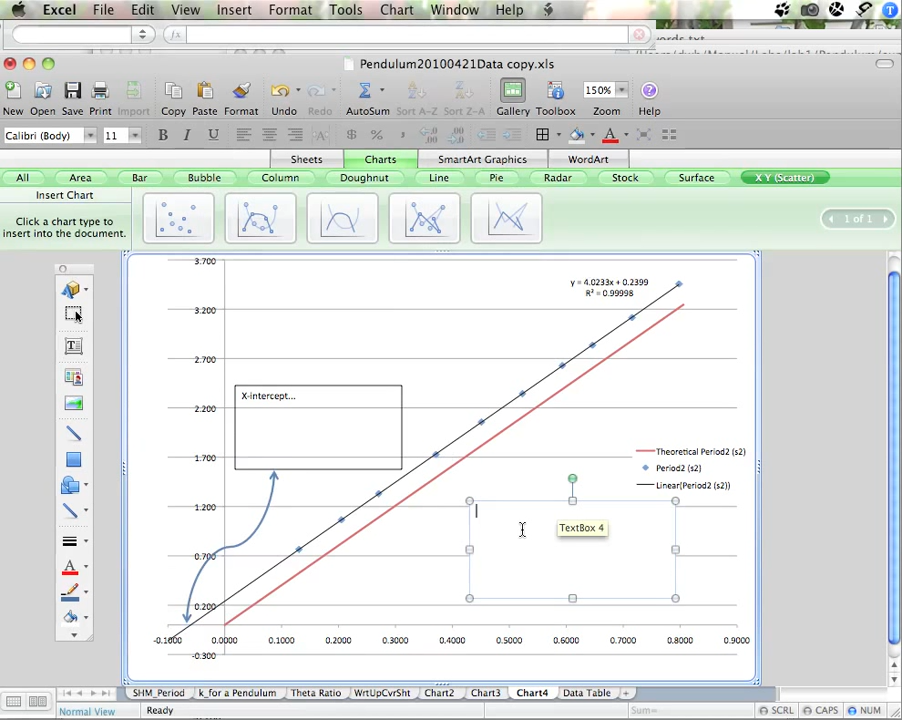 Excel File Edit View Insert Format Tools Chart Window Help
Pendulum20100421Data copy.xls
New Open Save Print Import Copy Paste Format Undo Redo AutoSum Sort A-Z Sort Z-A Gallery Toolbox 150% Zoom Help
Calibri (Body) 11
Sheets Charts SmartArt Graphics WordArt
All Area Bar Bubble Column Doughnut Line Pie Radar Stock Surface X Y (Scatter)
Insert Chart
Click a chart type to
insert into the document.
1 of 1
3.700
y = 4.0233x + 0.2399
R² = 0.99998
3.200
2.700
X-intercept...
2.200
1.700
Theoretical Period2 (s2)
Period2 (s2)
Linear(Period2 (s2))
1.200
TextBox 4
0.700
0.200
-0.1000 0.0000 0.1000 0.2000 0.3000 0.4000 0.5000 0.6000 0.7000 0.8000 0.9000
-0.300
SHM_Period k_for a Pendulum Theta Ratio WrtUpCvrSht Chart2 Chart3 Chart4 Data Table
Normal View Ready Sum= SCRL CAPS NUM